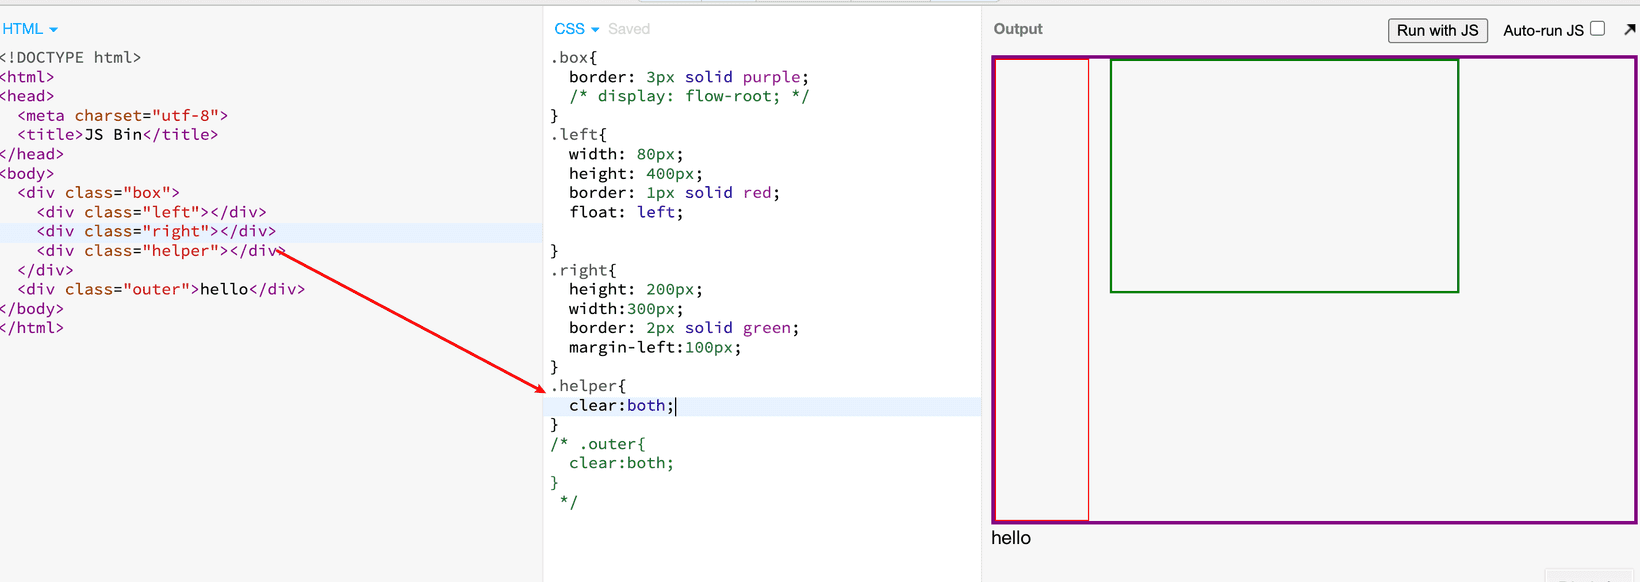 HTML
<!DOCTYPE html>
<html>
<head>
  <meta charset="utf-8">
  <title>JS Bin</title>
</head>
<body>
  <div class="box">
    <div class="left"></div>
    <div class="right"></div>
    <div class="helper"></div>
  </div>
  <div class="outer">hello</div>
</body>
</html>
CSS Saved
.box{
  border: 3px solid purple;
  /* display: flow-root; */
}
.left{
  width: 80px;
  height: 400px;
  border: 1px solid red;
  float: left;

}
.right{
  height: 200px;
  width:300px;
  border: 2px solid green;
  margin-left:100px;
}
.helper{
  clear:both;
}
/* .outer{
  clear:both;
}
 */
Output Run with JS Auto-run JS
hello